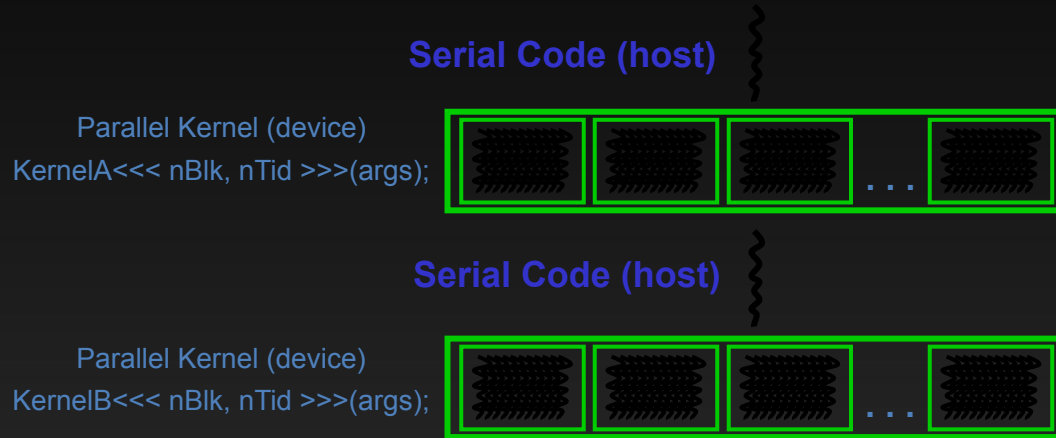 Serial Code (host)
Parallel Kernel (device)
KernelA<<< nBlk, nTid >>>(args);
. . .
Serial Code (host)
Parallel Kernel (device)
KernelB<<< nBlk, nTid >>>(args);
. . .